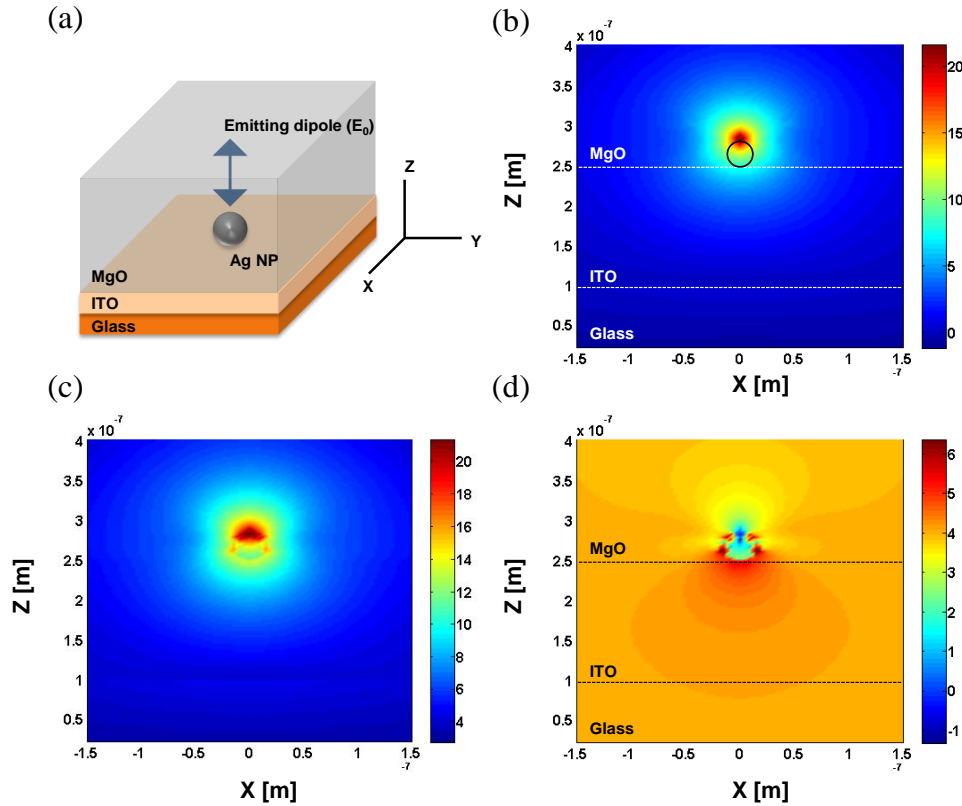 (a)
Emitting dipole (E₀)
Ag NP
MgO
ITO
Glass
Z
Y
X
(b)
x 10⁻⁷
4
3.5
3
2.5
2
1.5
1
0.5
Z [m]
MgO
ITO
Glass
-1.5 -1 -0.5 0 0.5 1 1.5
-7
X [m]
20
15
10
5
0
(c)
x 10⁻⁷
4
3.5
3
2.5
2
1.5
1
0.5
Z [m]
-1.5 -1 -0.5 0 0.5 1 1.5
-7
X [m]
20
18
16
14
12
10
8
6
4
(d)
x 10⁻⁷
4
3.5
3
2.5
2
1.5
1
0.5
Z [m]
MgO
ITO
Glass
-1.5 -1 -0.5 0 0.5 1 1.5
-7
X [m]
6
5
4
3
2
1
0
-1